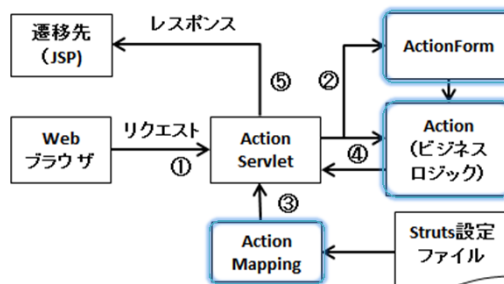 遷移先
(JSP)
レスポンス
⑤
②
ActionForm
Web
ブラウザ
リクエスト
①
Action
Servlet
④
Action
(ビジネス
ロジック)
③
Action
Mapping
Struts設定
ファイル